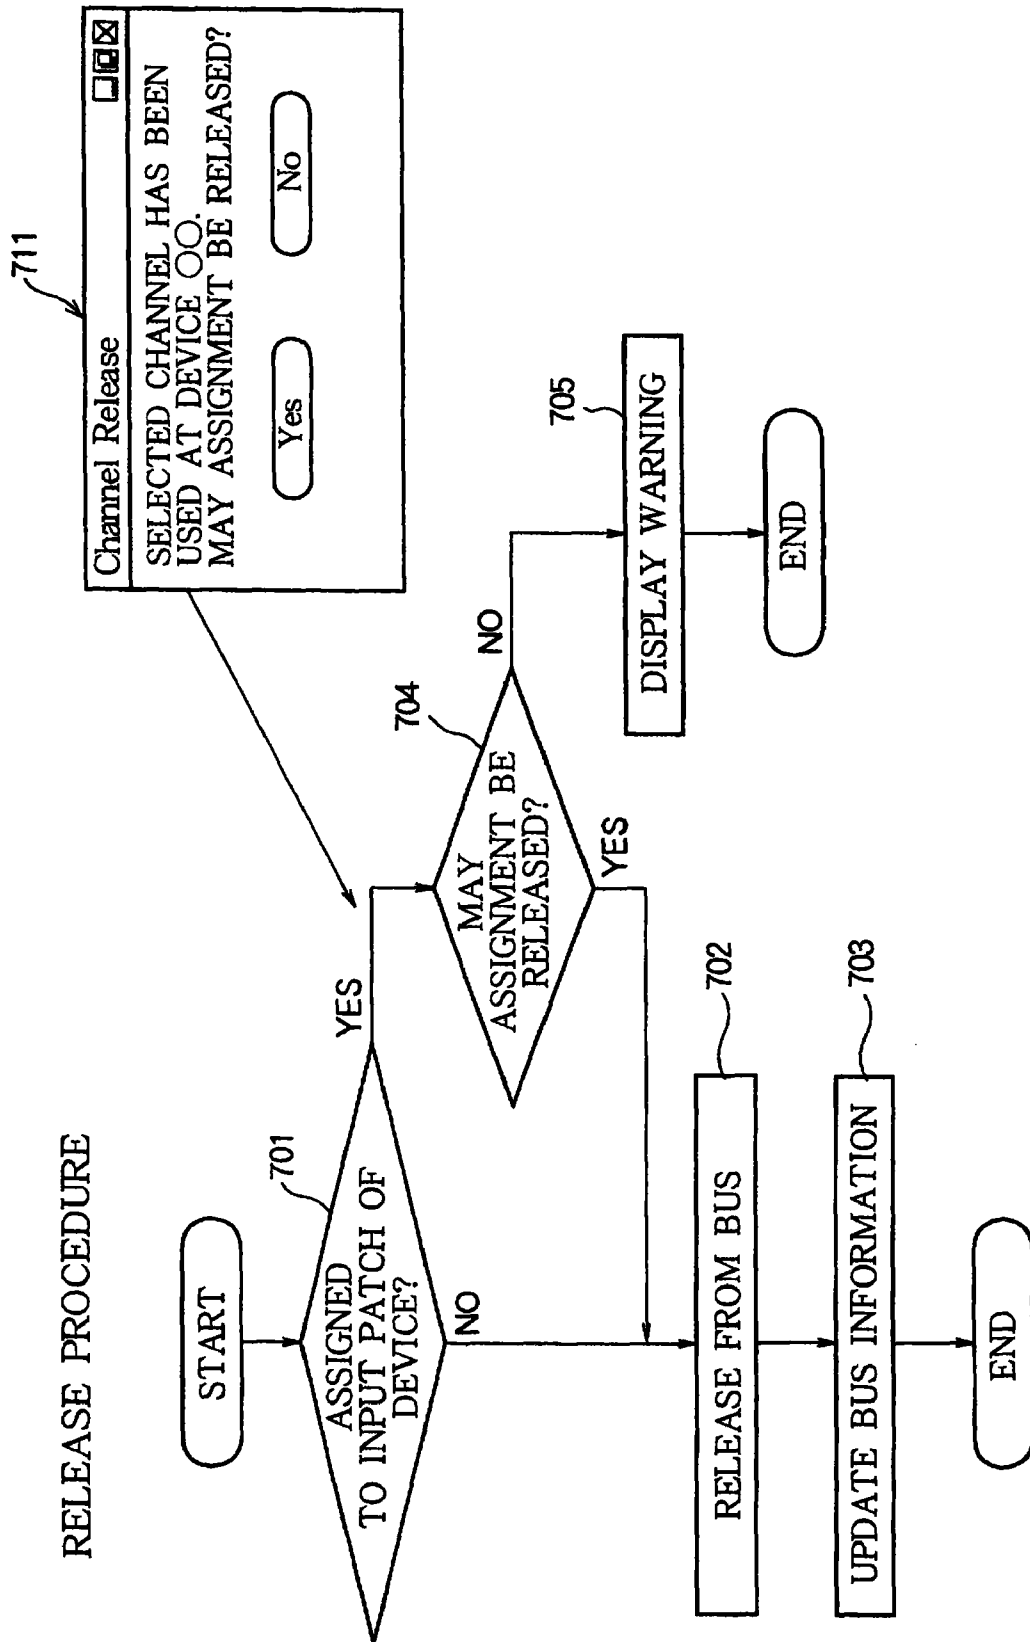 RELEASE PROCEDURE
START
701
ASSIGNED
TO INPUT PATCH OF
DEVICE?
YES
NO
711
Channel Release
SELECTED CHANNEL HAS BEEN
USED AT DEVICE ○○.
MAY ASSIGNMENT BE RELEASED?
Yes
No
704
MAY
ASSIGNMENT BE
RELEASED?
NO
YES
705
DISPLAY WARNING
END
702
RELEASE FROM BUS
703
UPDATE BUS INFORMATION
END